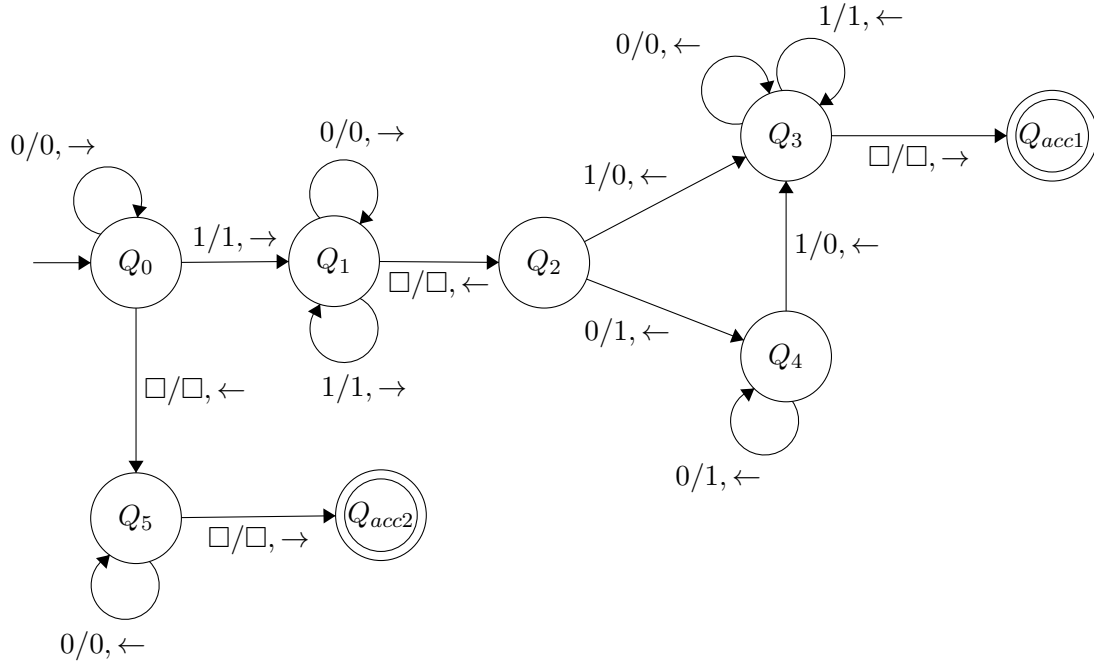 1/1, ←
0/0, ←
Q3
□/□, →
Qacc1
0/0, →
0/0, →
1/0, ←
Q0
1/1, →
Q1
□/□, ←
Q2
1/0, ←
0/1, ←
Q4
1/1, →
□/□, ←
0/1, ←
Q5
□/□, →
Qacc2
0/0, ←